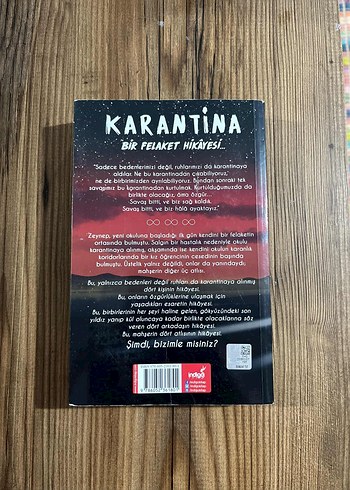 KARANTİNA
BİR FELAKET HİKÂYESİ...
"Sadece bedenlerimizi değil, ruhlarımızı da karantinaya
aldılar. Ne bu karantinadan çıkabiliyoruz,
ne de birbirimizden ayrılabiliyoruz. Bundan sonraki tek
savaşımız bu karantinadan kurtulmak. Kurtulduğumuzda da
birlikte olacağız, ama özgür...
Savaş bitti, ve biz sağ kaldık.
Savaş bitti, ve biz hâlâ ayaktayız."
Zeynep, yeni okuluna başladığı ilk gün kendini bir felaketin
ortasında bulmuştu. Salgın bir hastalık nedeniyle okulu
karantinaya alınmış, akşamında ise kendini okulun karanlık
koridorlarında bir kız öğrencinin cesedinin başında
bulmuştu. Üstelik yalnız değildi, onlar da yanındaydı;
mahşerin diğer üç atlısı.
Bu, yalnızca bedenleri değil ruhları da karantinaya alınmış
dört kişinin hikâyesi.
Bu, onların özgürlüklerine ulaşmak için
yaşadıkları esaretin hikâyesi.
Bu, birbirlerinin her şeyi haline gelen, gökyüzündeki son
yıldız yanıp kül oluncaya kadar birlikte olacaklarına söz
veren dört arkadaşın hikâyesi.
Bu, mahşerin dört atlısının hikâyesi.
Şimdi, bizimle misiniz?
indigo